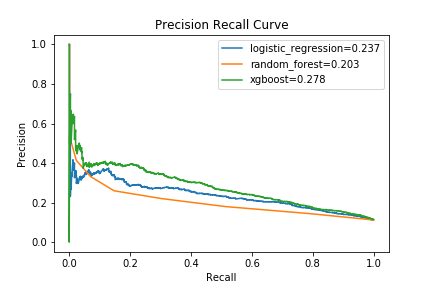 Precision Recall Curve
logistic_regression=0.237
random_forest=0.203
xgboost=0.278
Precision
1.0
0.8
0.6
0.4
0.2
0.0
0.0 0.2 0.4 0.6 0.8 1.0
Recall